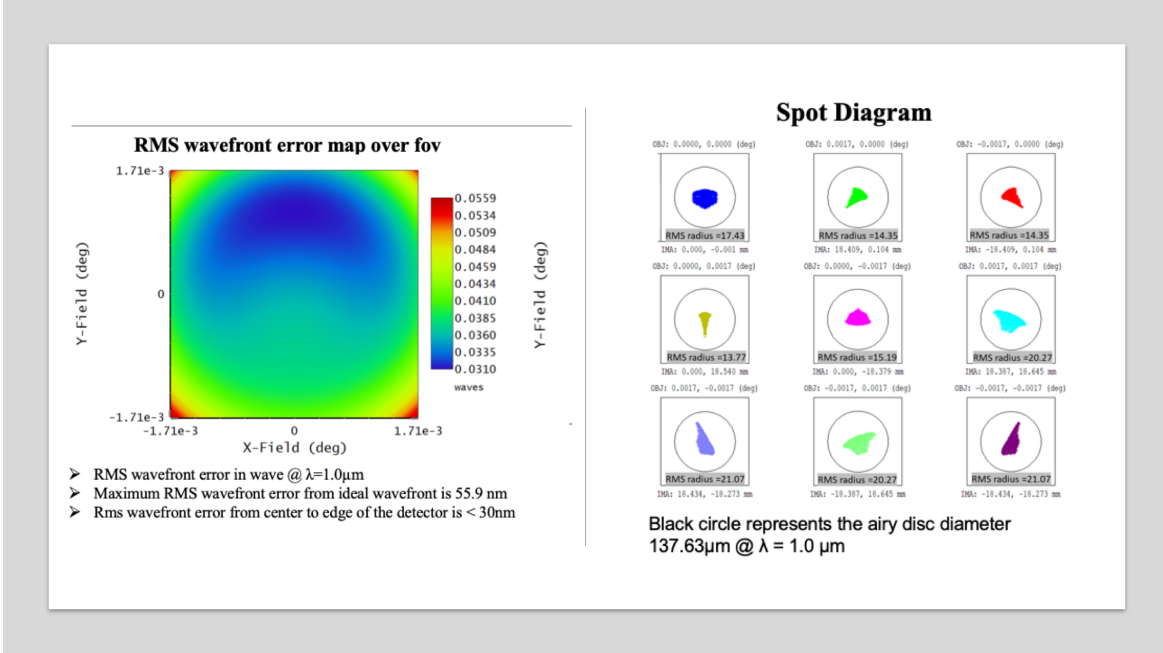 RMS wavefront error map over fov
1.71e-3
0
-1.71e-3
Y-Field (deg)
-1.71e-3
0
1.71e-3
X-Field (deg)
0.0559
0.0534
0.0509
0.0484
0.0459
0.0434
0.0410
0.0385
0.0360
0.0335
0.0310
waves
Y-Field (deg)
➤ RMS wavefront error in wave @ λ=1.0μm
➤ Maximum RMS wavefront error from ideal wavefront is 55.9 nm
➤ Rms wavefront error from center to edge of the detector is < 30nm
Spot Diagram
OBJ: 0.0000, 0.0000 (deg)
RMS radius =17.43
IMA: 0.000, -0.001 mm
OBJ: 0.0017, 0.0000 (deg)
RMS radius =14.35
IMA: 18.409, 0.104 mm
OBJ: -0.0017, 0.0000 (deg)
RMS radius =14.35
IMA: -18.409, 0.104 mm
OBJ: 0.0000, 0.0017 (deg)
RMS radius =13.77
IMA: 0.000, 18.540 mm
OBJ: 0.0000, -0.0017 (deg)
RMS radius =15.19
IMA: 0.000, -18.379 mm
OBJ: 0.0017, 0.0017 (deg)
RMS radius =20.27
IMA: 18.387, 18.645 mm
OBJ: 0.0017, -0.0017 (deg)
RMS radius =21.07
IMA: 18.434, -18.273 mm
OBJ: -0.0017, 0.0017 (deg)
RMS radius =20.27
IMA: -18.387, 18.645 mm
OBJ: -0.0017, -0.0017 (deg)
RMS radius =21.07
IMA: -18.434, -18.273 mm
Black circle represents the airy disc diameter
137.63μm @ λ = 1.0 μm